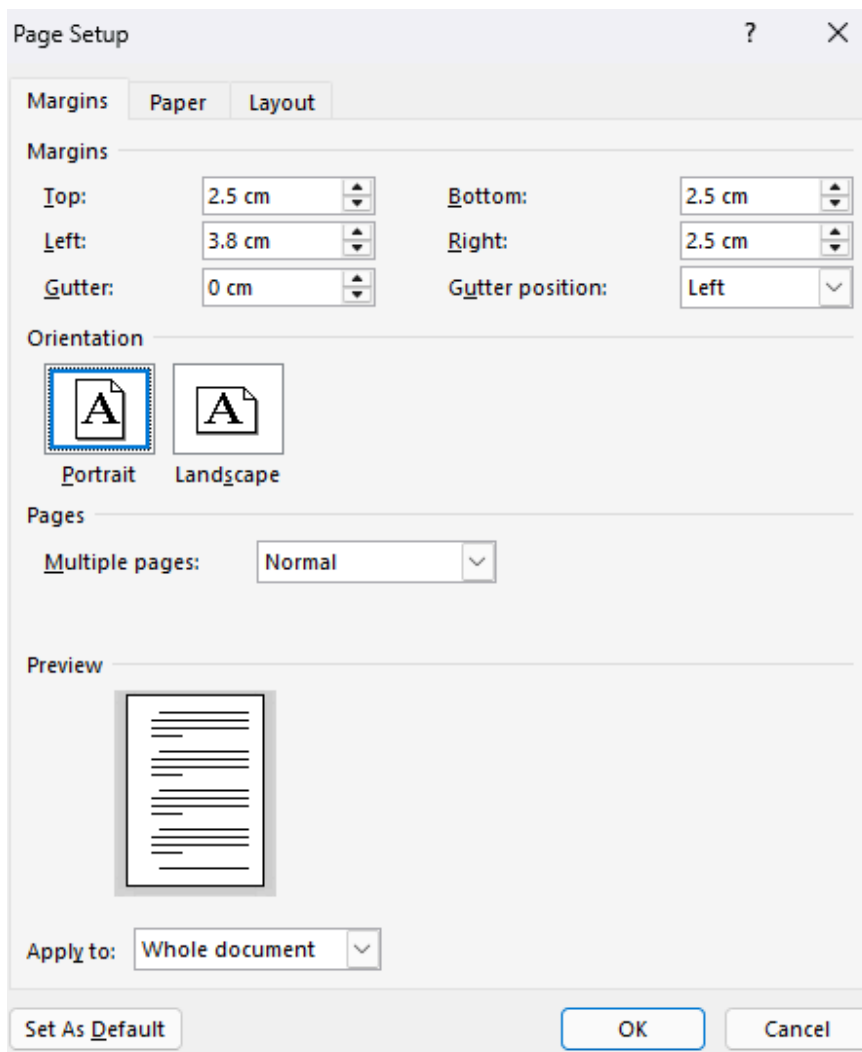 Page Setup ? ×
Margins Paper Layout
Margins
Top: 2.5 cm Bottom: 2.5 cm
Left: 3.8 cm Right: 2.5 cm
Gutter: 0 cm Gutter position: Left
Orientation
A A
Portrait Landscape
Pages
Multiple pages: Normal
Preview
Apply to: Whole document
Set As Default OK Cancel